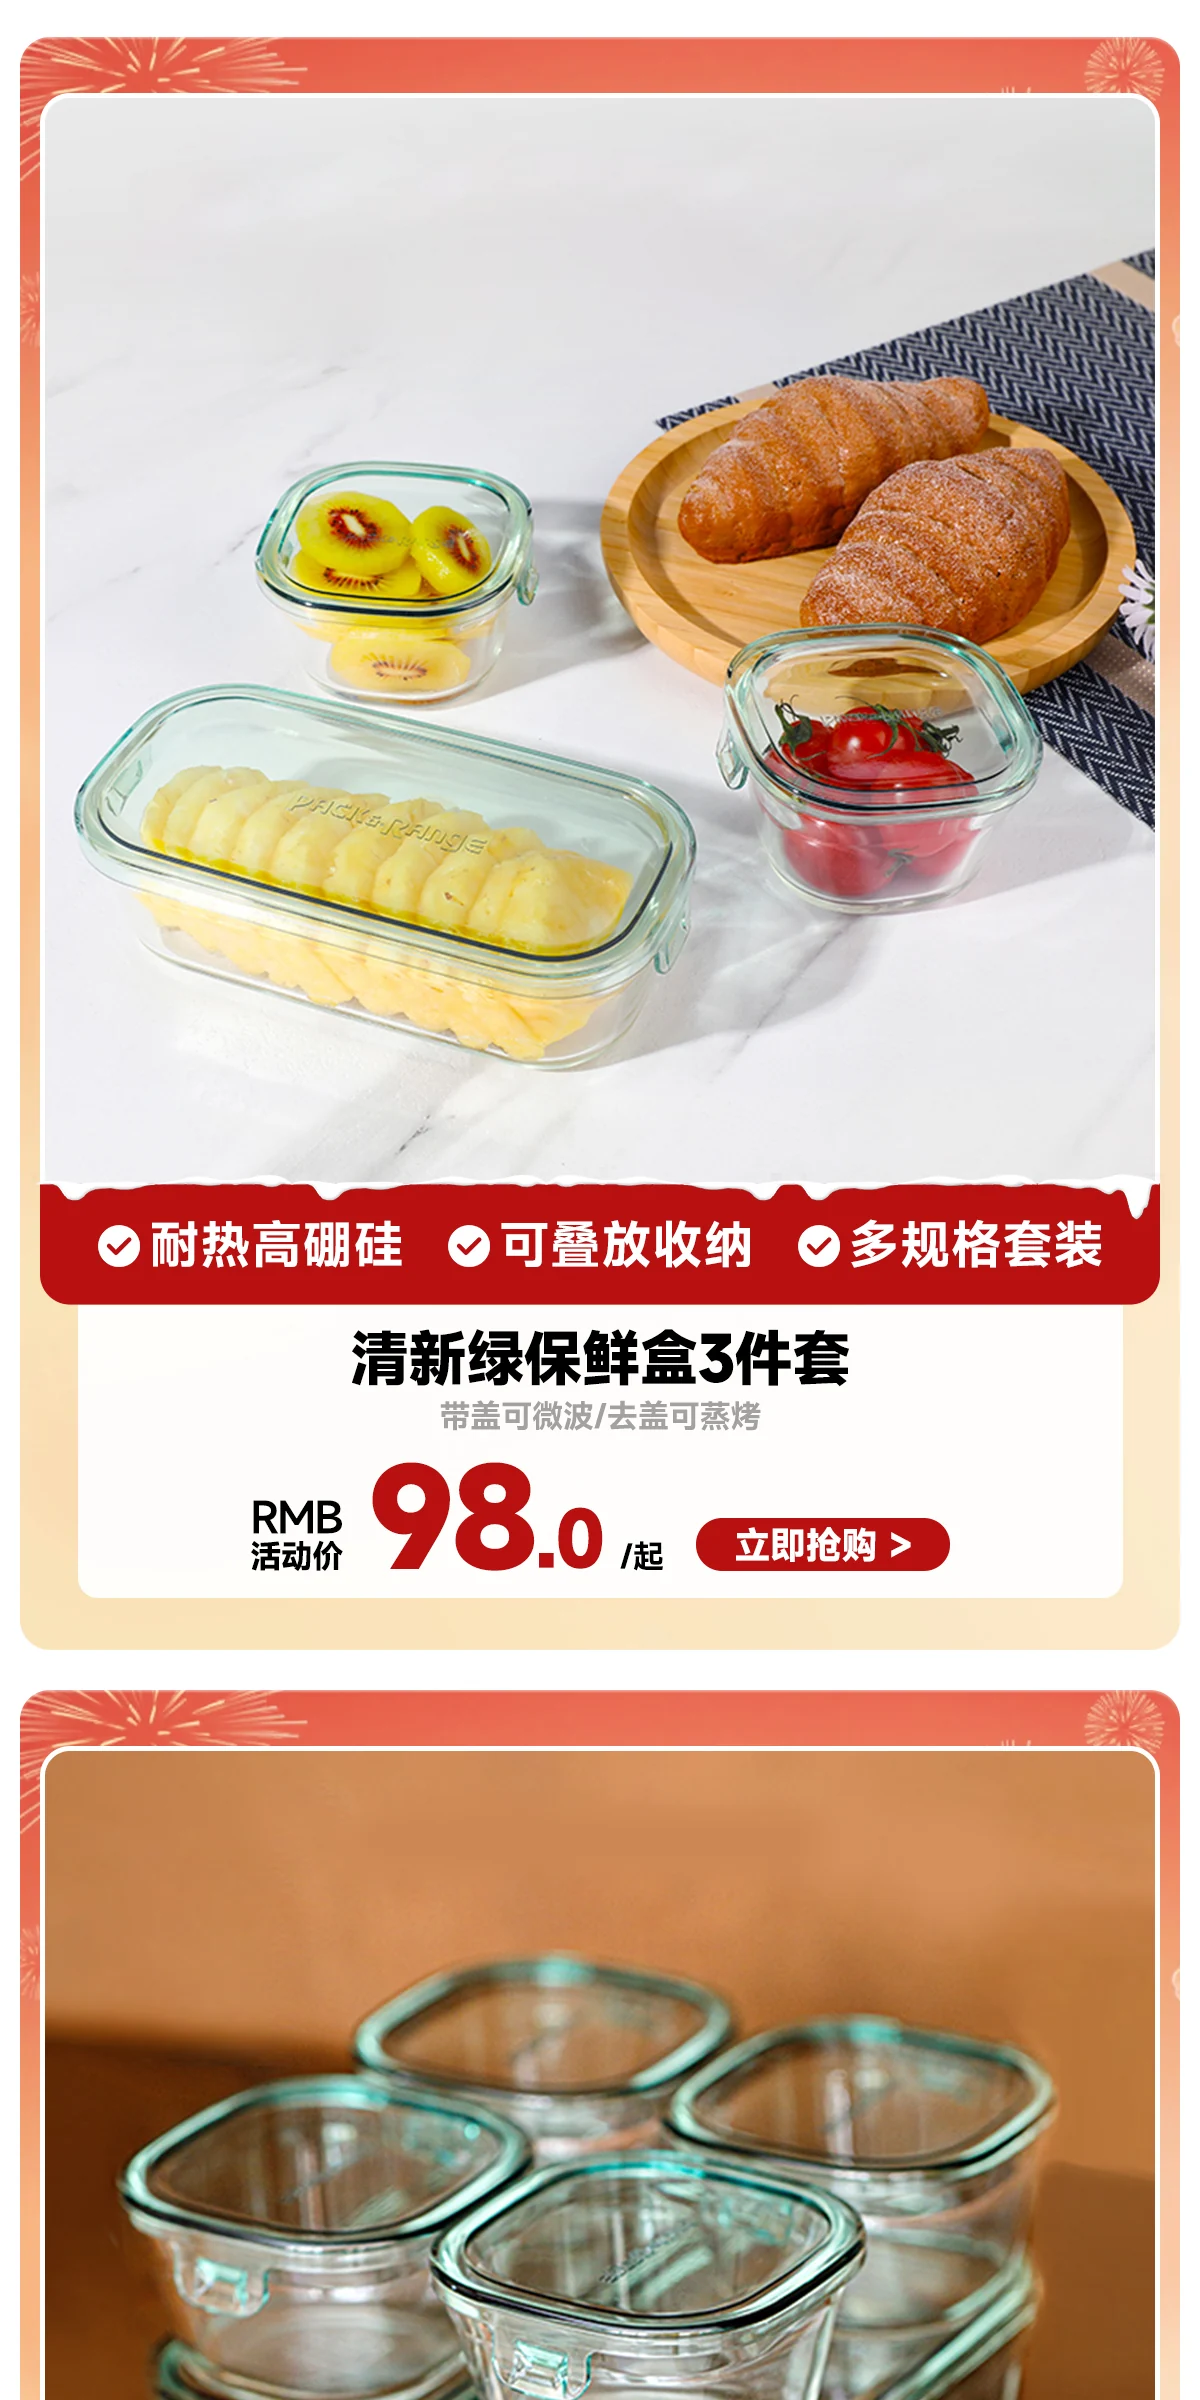 Pack&Range
耐热高硼硅 可叠放收纳 多规格套装
清新绿保鲜盒3件套
带盖可微波/去盖可蒸烤
RMB
活动价
98.0 /起
立即抢购 >